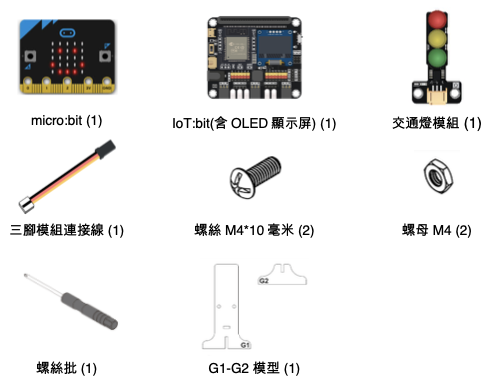 micro:bit (1)
IoT:bit(含 OLED 顯示屏) (1)
交通燈模組 (1)
三腳模組連接線 (1)
螺絲 M4*10 毫米 (2)
螺母 M4 (2)
G2
G1
螺絲批 (1)
G1-G2 模型 (1)